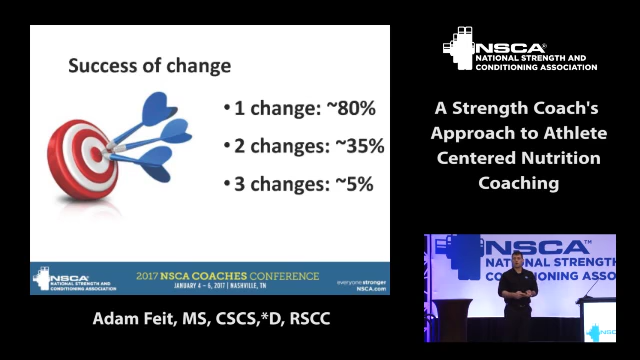 Success of change
• 1 change: ~80%
• 2 changes: ~35%
• 3 changes: ~5%
NSCA
NATIONAL STRENGTH AND
CONDITIONING ASSOCIATION
2017 NSCA COACHES CONFERENCE
JANUARY 4 – 6, 2017 | NASHVILLE, TN
everyone stronger
NSCA.com
Adam Feit, MS, CSCS,*D, RSCC
NSCA
NATIONAL STRENGTH AND
CONDITIONING ASSOCIATION
A Strength Coach's
Approach to Athlete
Centered Nutrition
Coaching
NSCA
NATIONAL STRENGTH
CONDITIONING ASSO